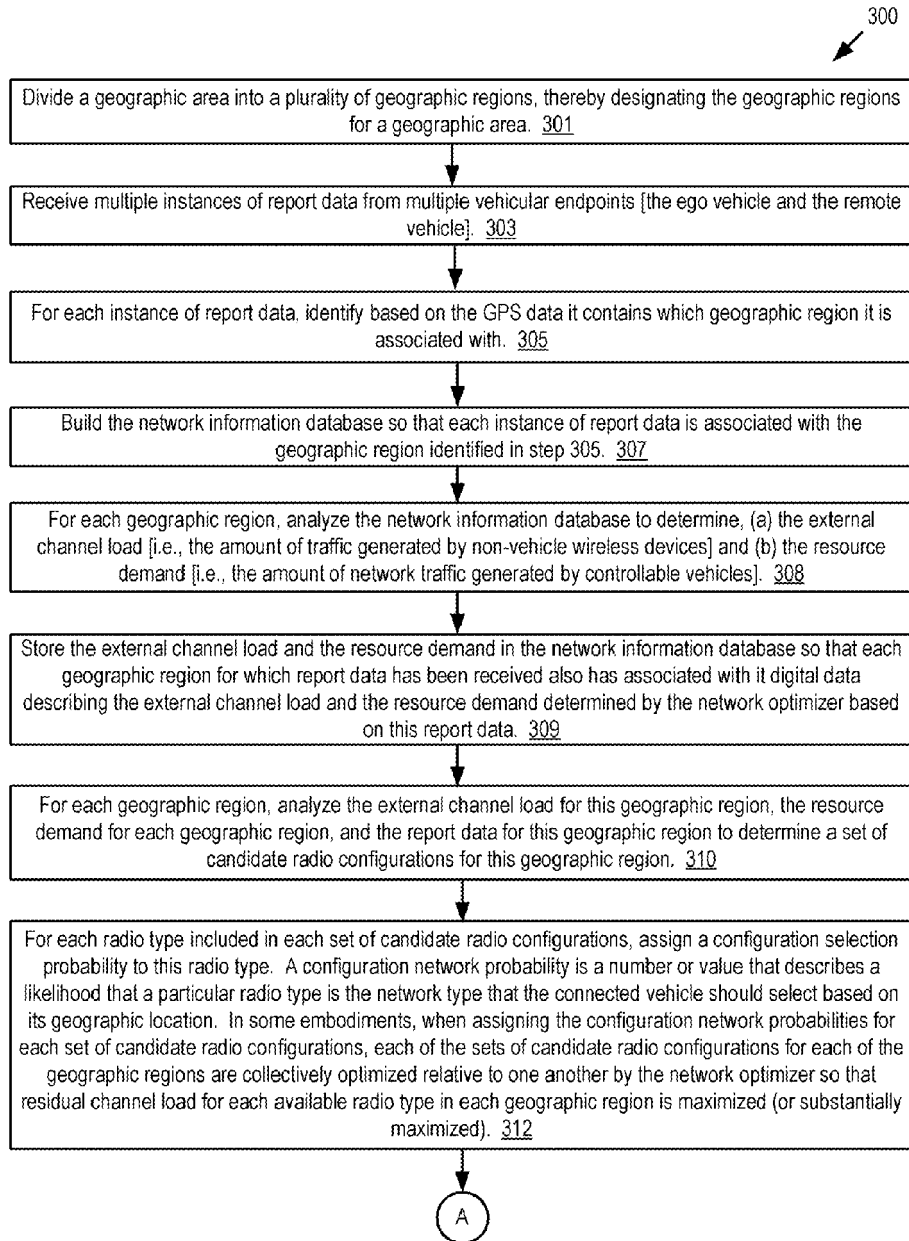 300
Divide a geographic area into a plurality of geographic regions, thereby designating the geographic regions
for a geographic area. 301
Receive multiple instances of report data from multiple vehicular endpoints [the ego vehicle and the remote
vehicle]. 303
For each instance of report data, identify based on the GPS data it contains which geographic region it is
associated with. 305
Build the network information database so that each instance of report data is associated with the
geographic region identified in step 305. 307
For each geographic region, analyze the network information database to determine, (a) the external
channel load [i.e., the amount of traffic generated by non-vehicle wireless devices] and (b) the resource
demand [i.e., the amount of network traffic generated by controllable vehicles]. 308
Store the external channel load and the resource demand in the network information database so that each
geographic region for which report data has been received also has associated with it digital data
describing the external channel load and the resource demand determined by the network optimizer based
on this report data. 309
For each geographic region, analyze the external channel load for this geographic region, the resource
demand for each geographic region, and the report data for this geographic region to determine a set of
candidate radio configurations for this geographic region. 310
For each radio type included in each set of candidate radio configurations, assign a configuration selection
probability to this radio type. A configuration network probability is a number or value that describes a
likelihood that a particular radio type is the network type that the connected vehicle should select based on
its geographic location. In some embodiments, when assigning the configuration network probabilities for
each set of candidate radio configurations, each of the sets of candidate radio configurations for each of the
geographic regions are collectively optimized relative to one another by the network optimizer so that
residual channel load for each available radio type in each geographic region is maximized (or substantially
maximized). 312
A